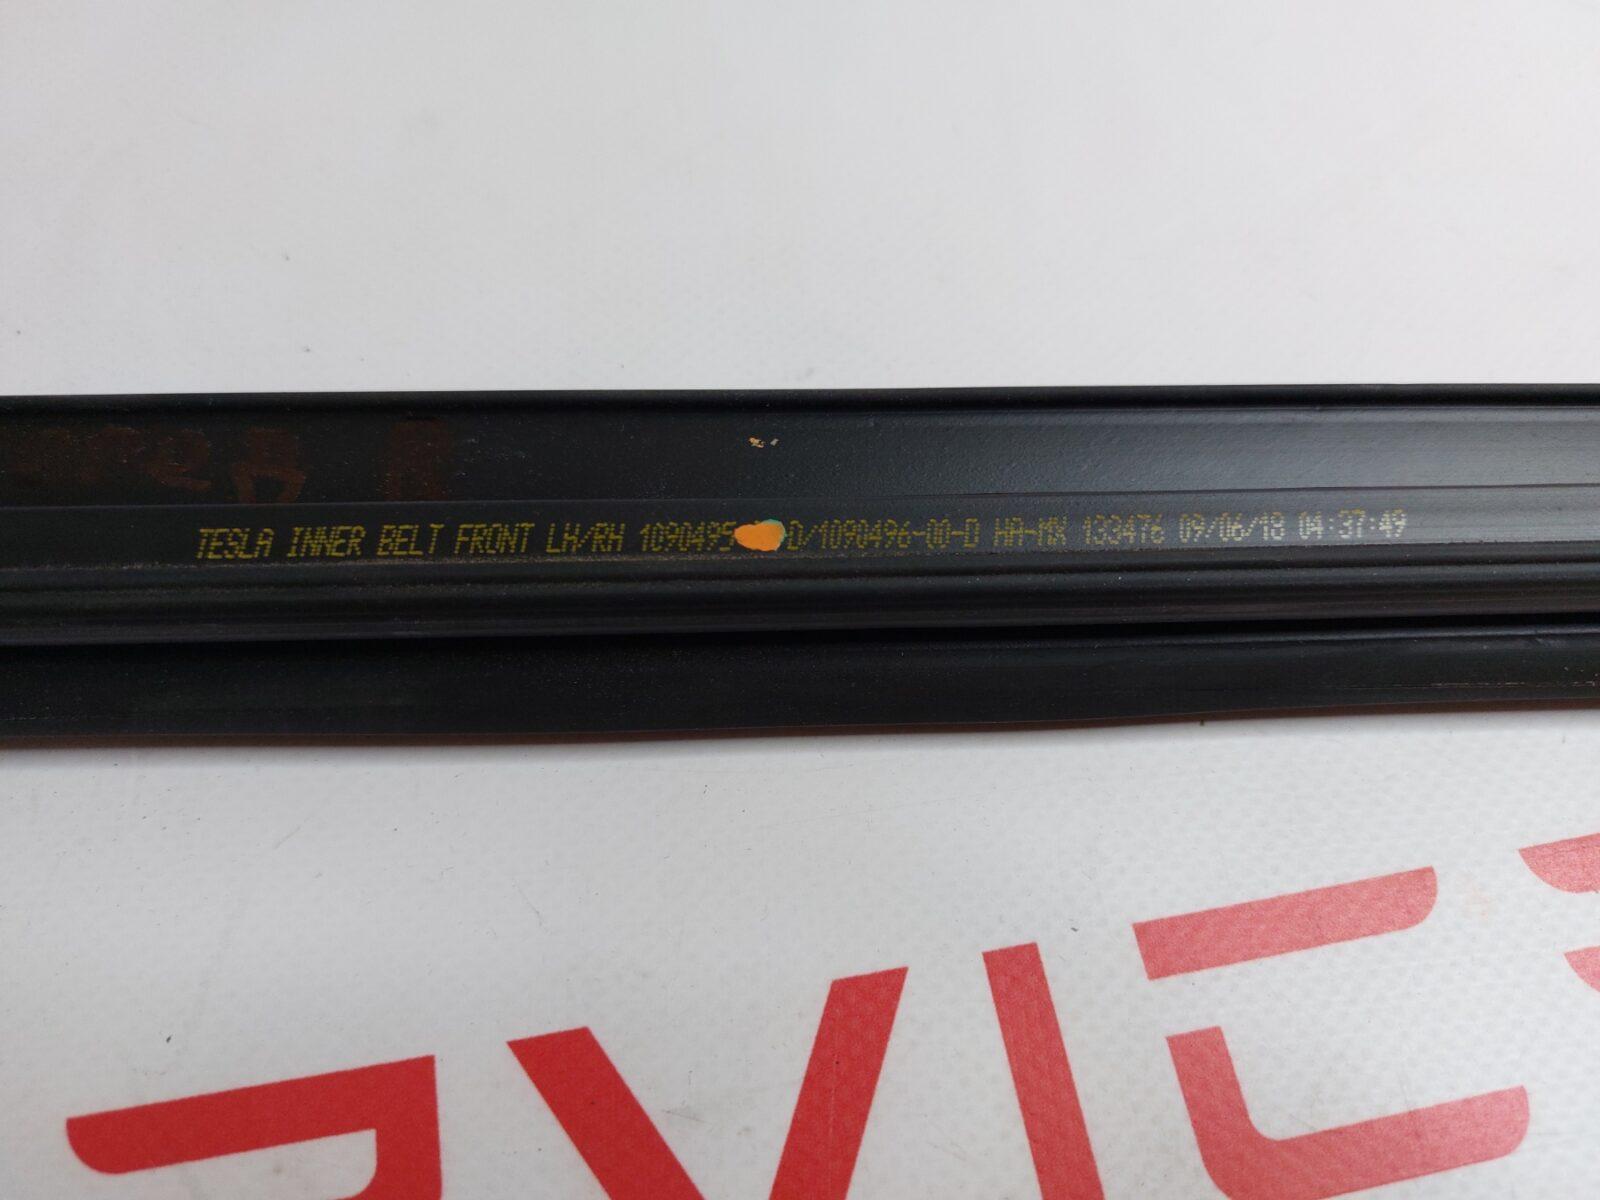 TESLA INNER BELT FRONT LH/RH 1090495 D/1090496-00-D HA-MX 133476 09/06/18 04:37:49